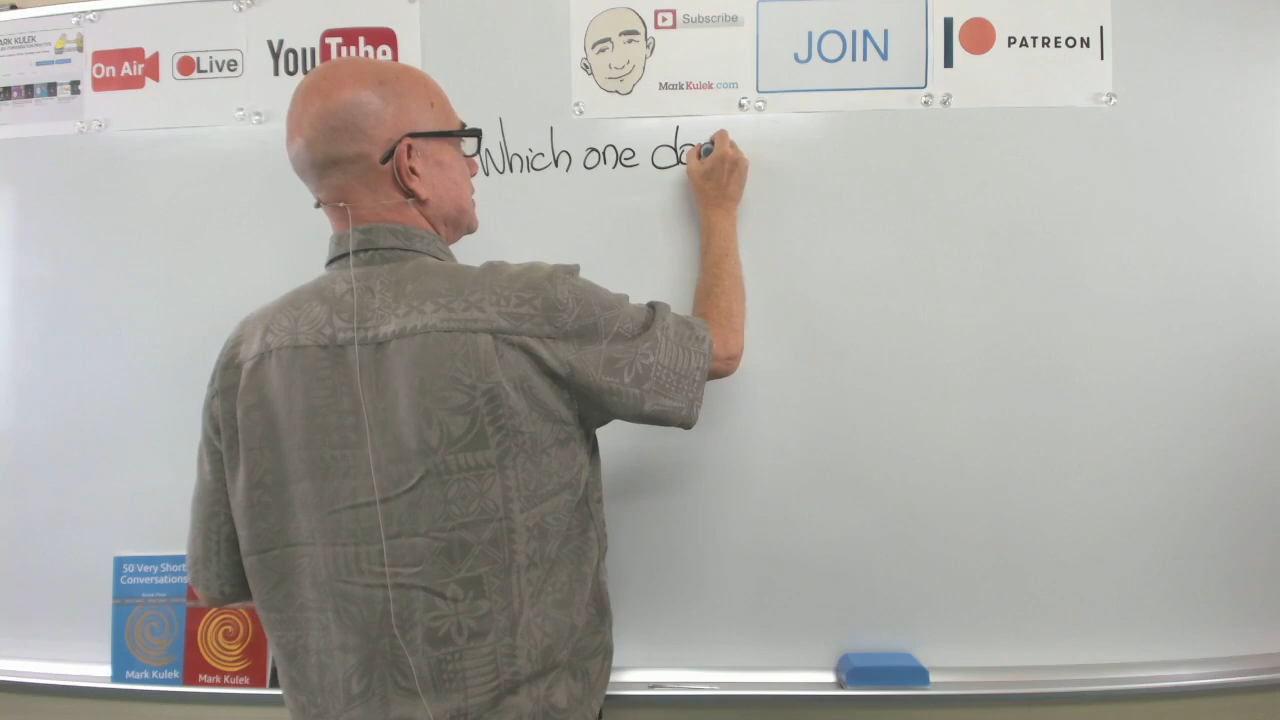 MARK KULEK
On Air
Live
YouTube
Subscribe
MarkKulek.com
JOIN
PATREON
Which one do
50 Very Short
Conversations
Mark Kulek
Mark Kulek